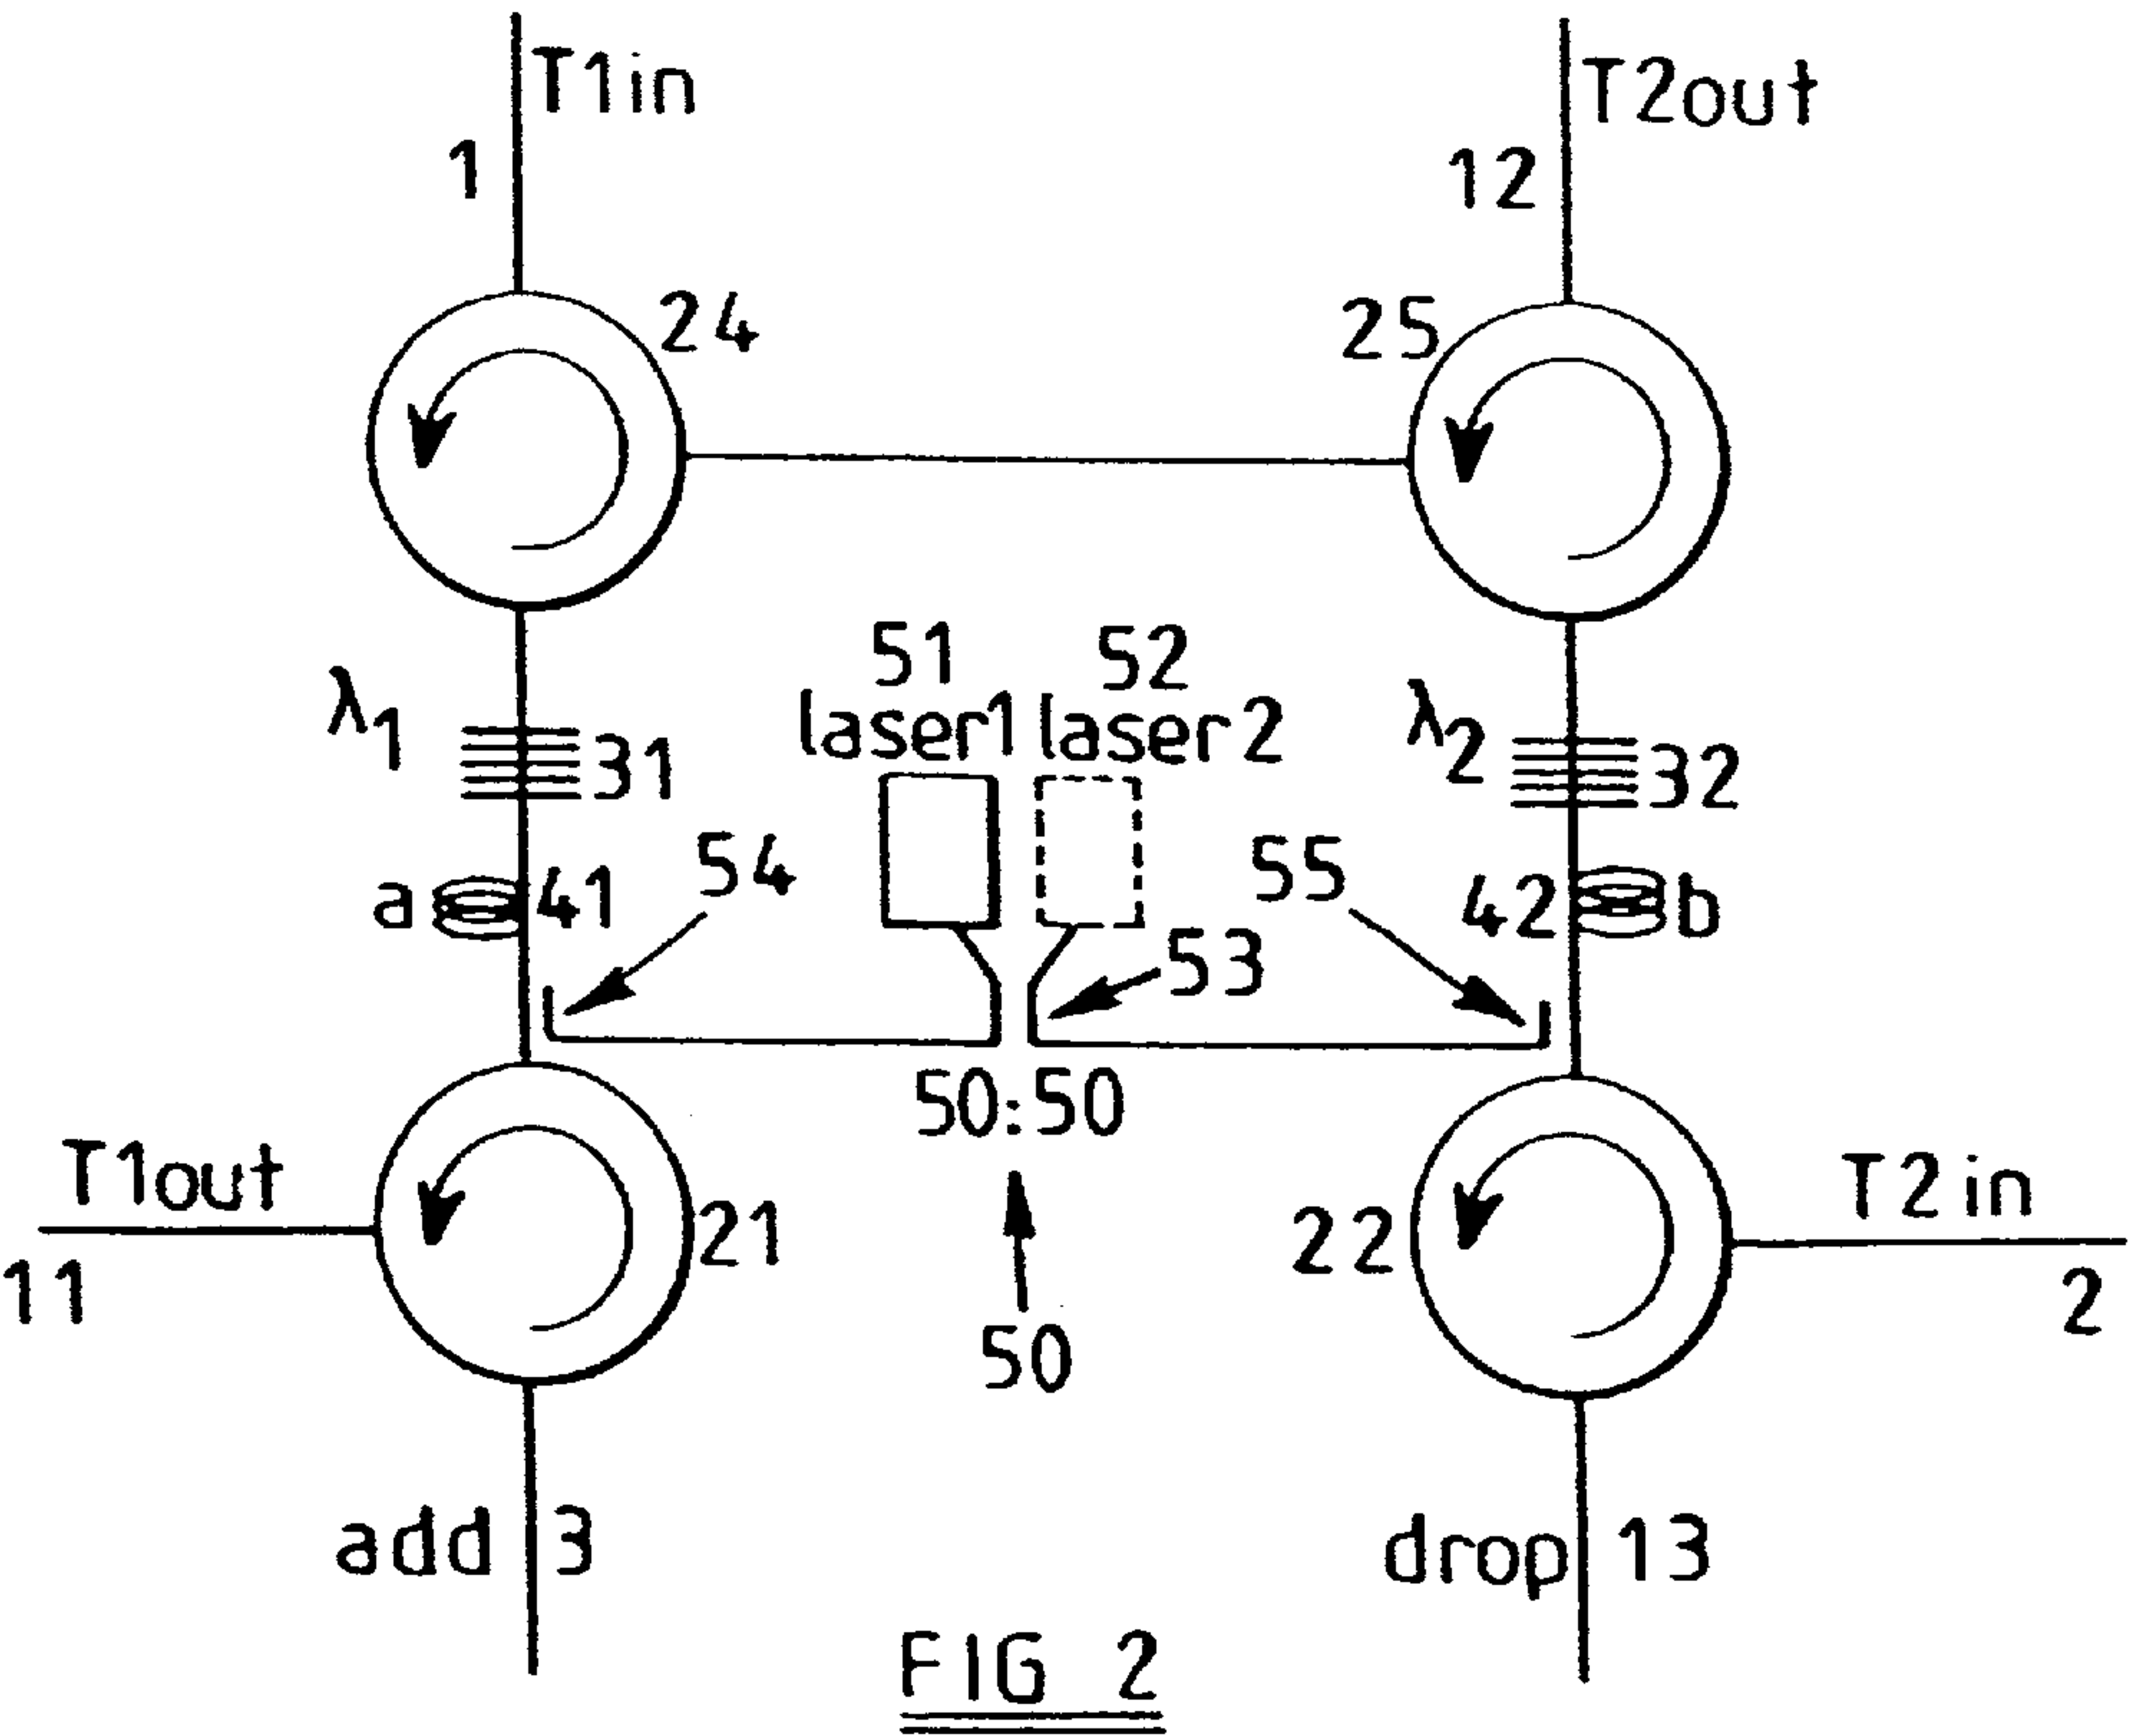 T1in
T2out
1
12
24
25
51
52
λ1
laser1
laser2
λ2
31
32
54
55
a
41
42
b
53
50:50
T1out
T2in
21
22
11
2
50
add
3
drop
13
FIG 2